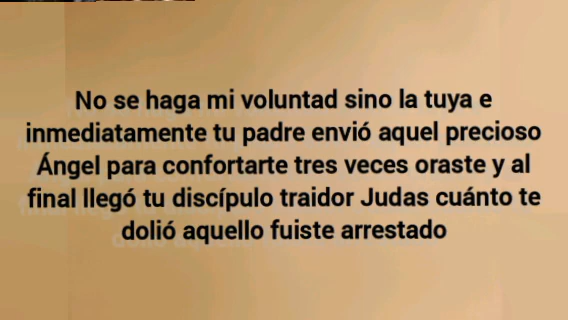 No se haga mi voluntad sino la tuya e
inmediatamente tu padre envió aquel precioso
Ángel para confortarte tres veces oraste y al
final llegó tu discípulo traidor Judas cuánto te
dolió aquello fuiste arrestado